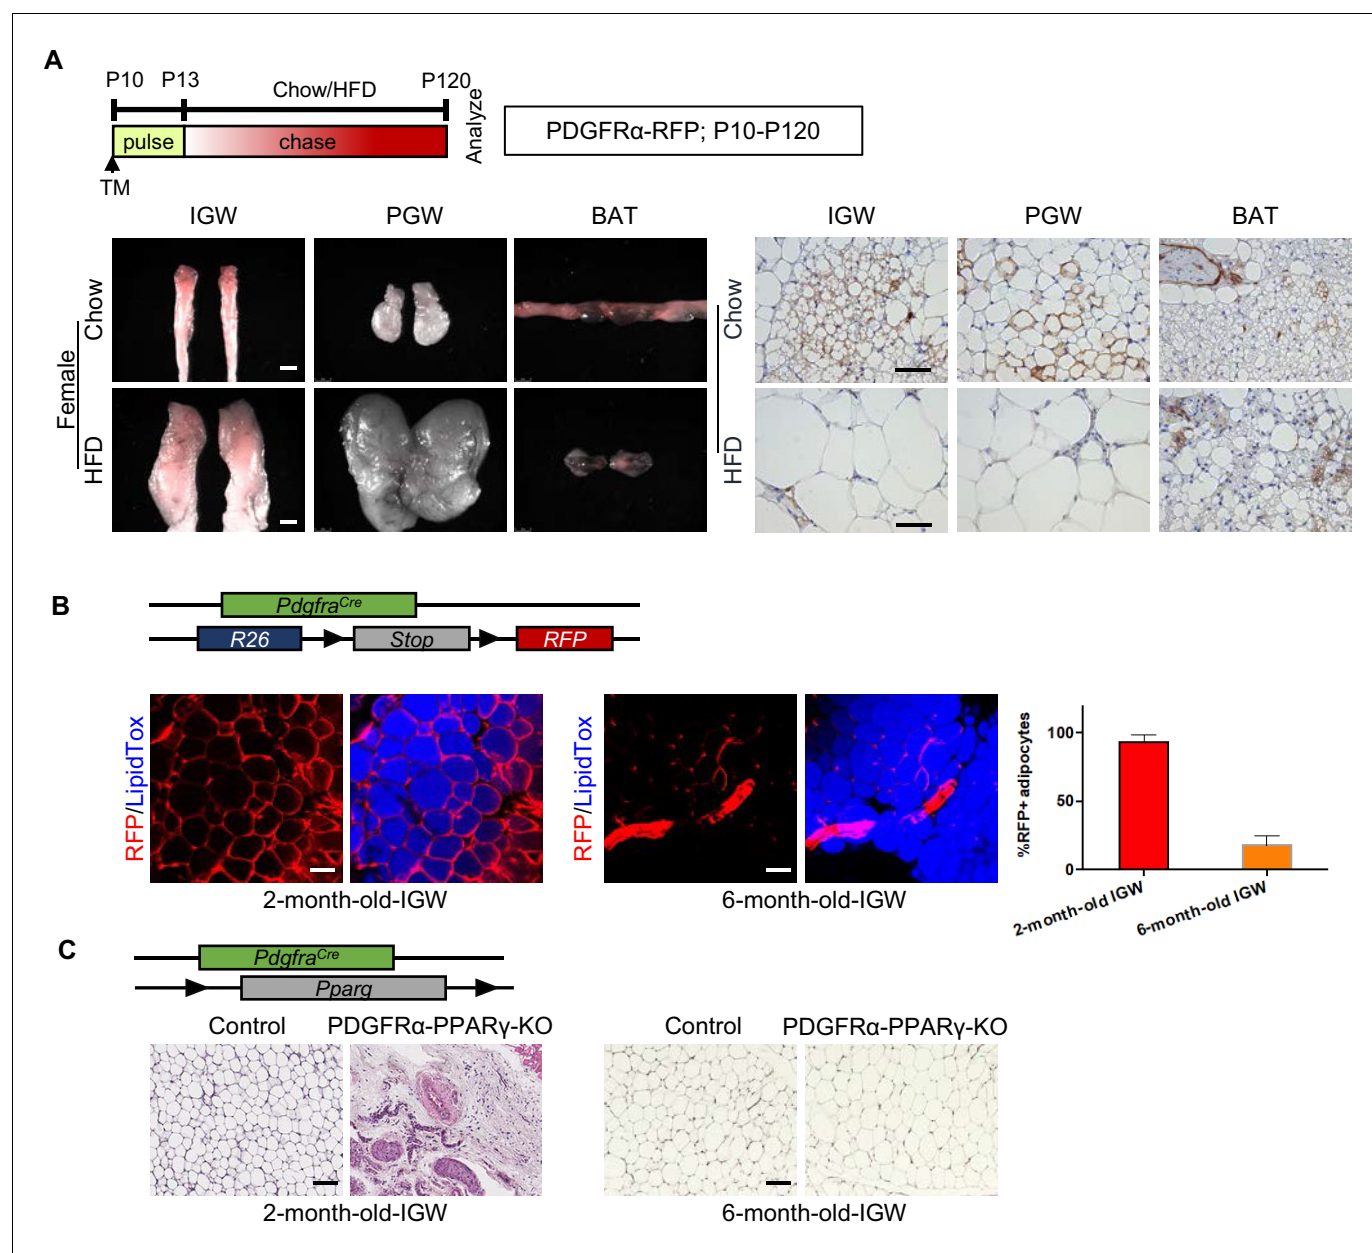 A
P10 P13 Chow/HFD P120
pulse chase
TM
Analyze
PDGFRα-RFP; P10-P120
IGW PGW BAT IGW PGW BAT
Female
Chow
HFD
Chow
HFD
B
Pdgfra^Cre
R26 Stop RFP
RFP/LipidTox
2-month-old-IGW
RFP/LipidTox
6-month-old-IGW
%RFP+ adipocytes
100
50
0
2-month-old IGW
6-month-old IGW
C
Pdgfra^Cre
Pparg
Control PDGFRα-PPARγ-KO Control PDGFRα-PPARγ-KO
2-month-old-IGW 6-month-old-IGW